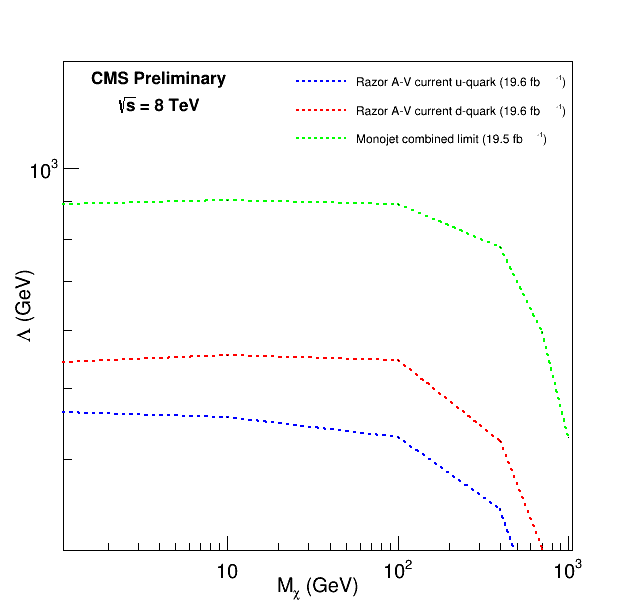 CMS Preliminary
√s = 8 TeV
Razor A-V current u-quark (19.6 fb⁻¹)
Razor A-V current d-quark (19.6 fb⁻¹)
Monojet combined limit (19.5 fb⁻¹)
10³
Λ (GeV)
10 10² 10³
Mχ (GeV)